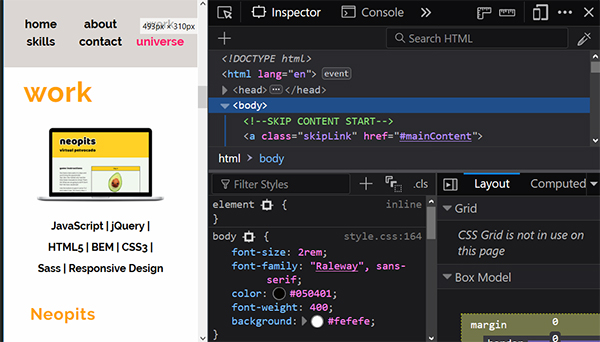 home about work
skills contact universe
493px × 310px
work
neopits
virtual petvocado
JavaScript | jQuery |
HTML5 | BEM | CSS3 |
Sass | Responsive Design
Neopits
Inspector Console
Search HTML
<!DOCTYPE html>
<html lang="en"> event
<head> ⋯ </head>
<body>
<!--SKIP CONTENT START-->
<a class="skipLink" href="#mainContent">
html body
Filter Styles + .cls
element { inline
}
body { style.css:164
font-size: 2rem;
font-family: "Raleway", sans-
serif;
color: #050401;
font-weight: 400;
background: #fefefe;
Layout Computed
Grid
CSS Grid is not in use on
this page
Box Model
margin 0
border 0